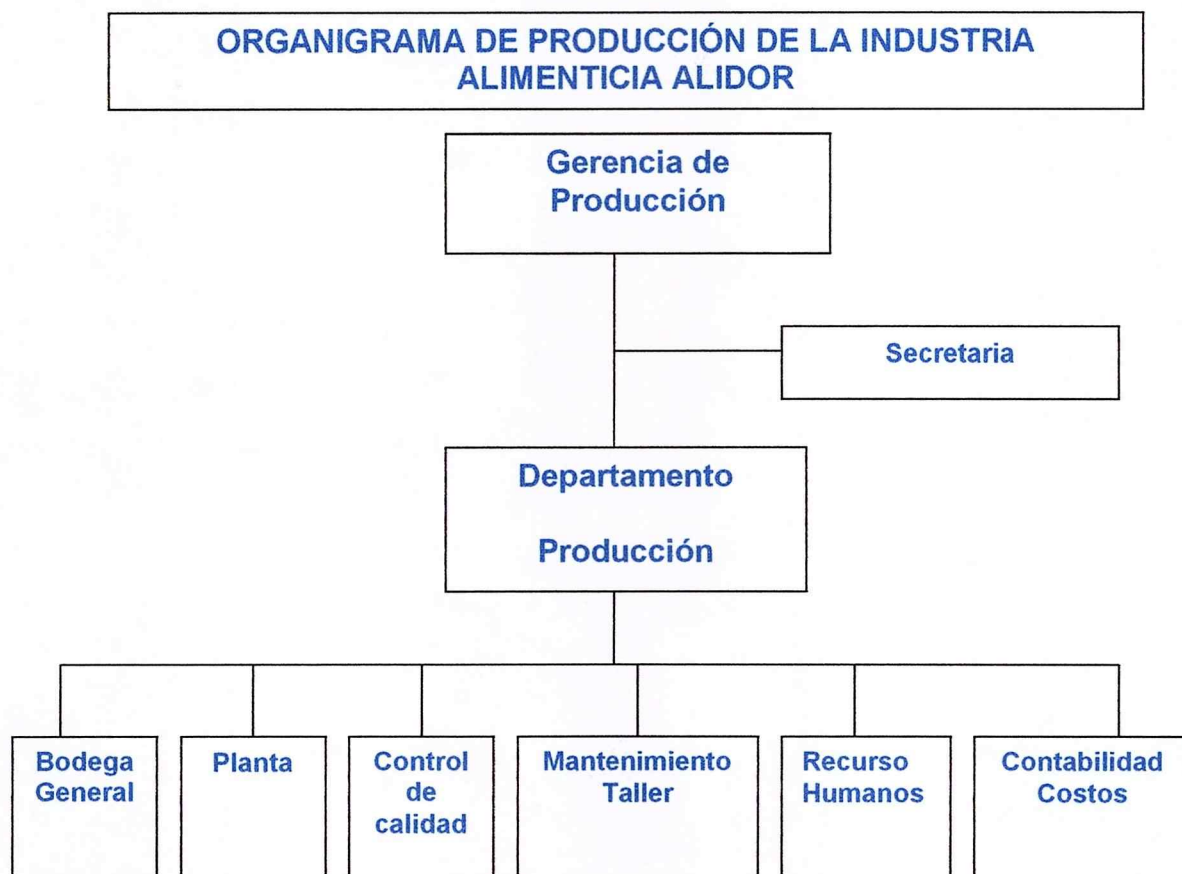 ORGANIGRAMA DE PRODUCCIÓN DE LA INDUSTRIA
ALIMENTICIA ALIDOR
Gerencia de
Producción
Secretaria
Departamento
Producción
Bodega
General
Planta
Control
de
calidad
Mantenimiento
Taller
Recurso
Humanos
Contabilidad
Costos